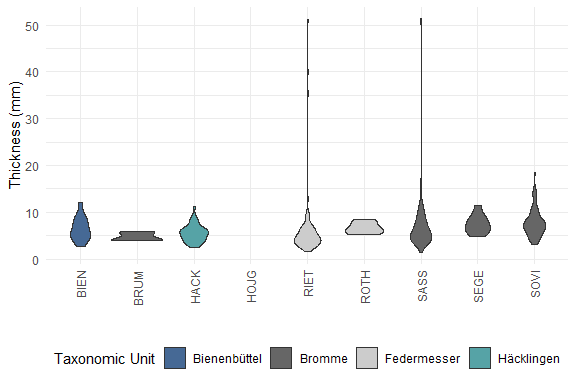 50
40
30
20
10
0
Thickness (mm)
BIEN
BRUM
HACK
HOJG
RIET
ROTH
SASS
SEGE
SOVI
Taxonomic Unit
Bienenbüttel
Bromme
Federmesser
Häcklingen